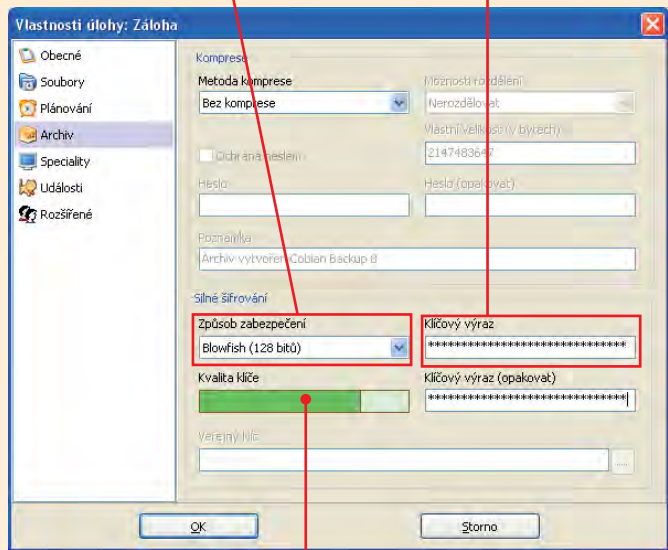 Vlastnosti úlohy: Záloha
Obecné
Soubory
Plánování
Archiv
Speciality
Události
Rozšířené
Komprese
Metoda komprese
Bez komprese
Možnosti rozdělení
Nerozdělovat
Vlastní velikost (v bytech)
2147483647
Ochrana heslem
Heslo
Heslo (opakovat)
Poznámka
Archiv vytvořen Cobian Backup 8
Silné šifrování
Způsob zabezpečení
Blowfish (128 bitů)
Klíčový výraz
******************************
Kvalita klíče
Klíčový výraz (opakovat)
******************************
Veřejný klíč
...
OK
Storno